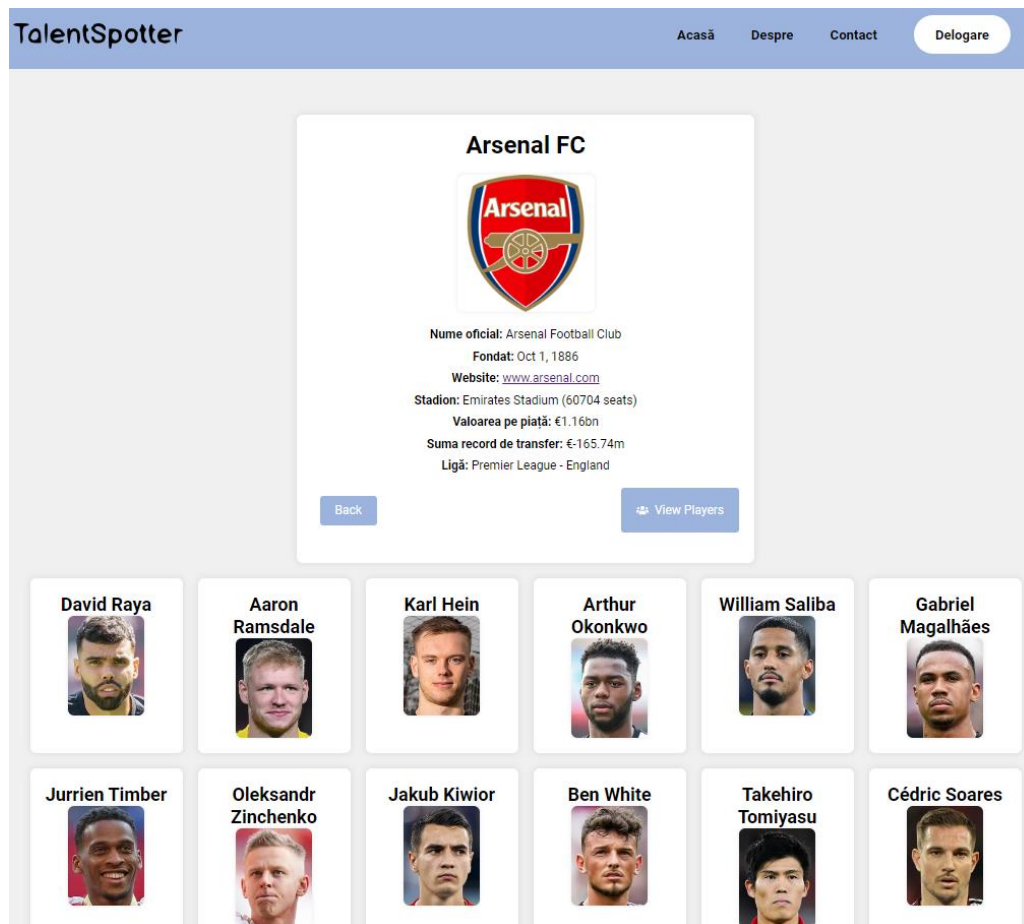 TalentSpotter
Acasă
Despre
Contact
Delogare
Arsenal FC
Arsenal
Nume oficial: Arsenal Football Club
Fondat: Oct 1, 1886
Website: www.arsenal.com
Stadion: Emirates Stadium (60704 seats)
Valoarea pe piață: €1.16bn
Suma record de transfer: €-165.74m
Ligă: Premier League - England
Back
View Players
David Raya
Aaron
Ramsdale
Karl Hein
Arthur
Okonkwo
William Saliba
Gabriel
Magalhães
Jurrien Timber
Oleksandr
Zinchenko
Jakub Kiwior
Ben White
Takehiro
Tomiyasu
Cédric Soares